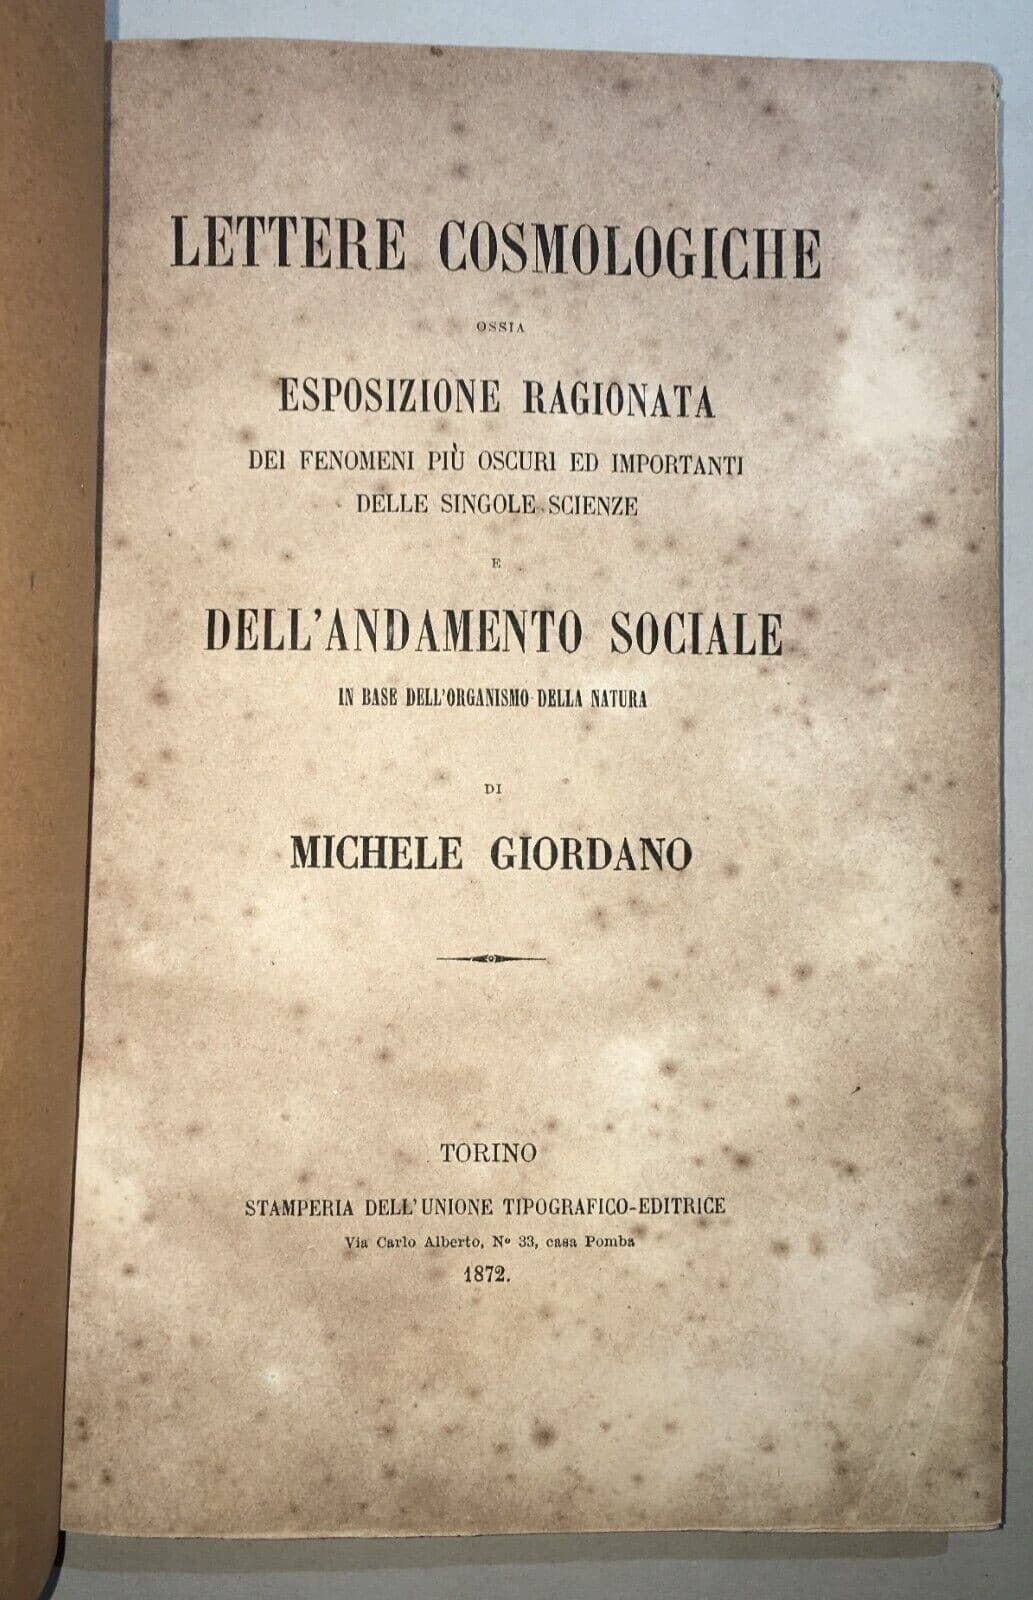 LETTERE COSMOLOGICHE
OSSIA
ESPOSIZIONE RAGIONATA
DEI FENOMENI PIÙ OSCURI ED IMPORTANTI
DELLE SINGOLE SCIENZE
E
DELL'ANDAMENTO SOCIALE
IN BASE DELL'ORGANISMO DELLA NATURA
DI
MICHELE GIORDANO
TORINO
STAMPERIA DELL'UNIONE TIPOGRAFICO-EDITRICE
Via Carlo Alberto, Nº 33, casa Pomba
1872.